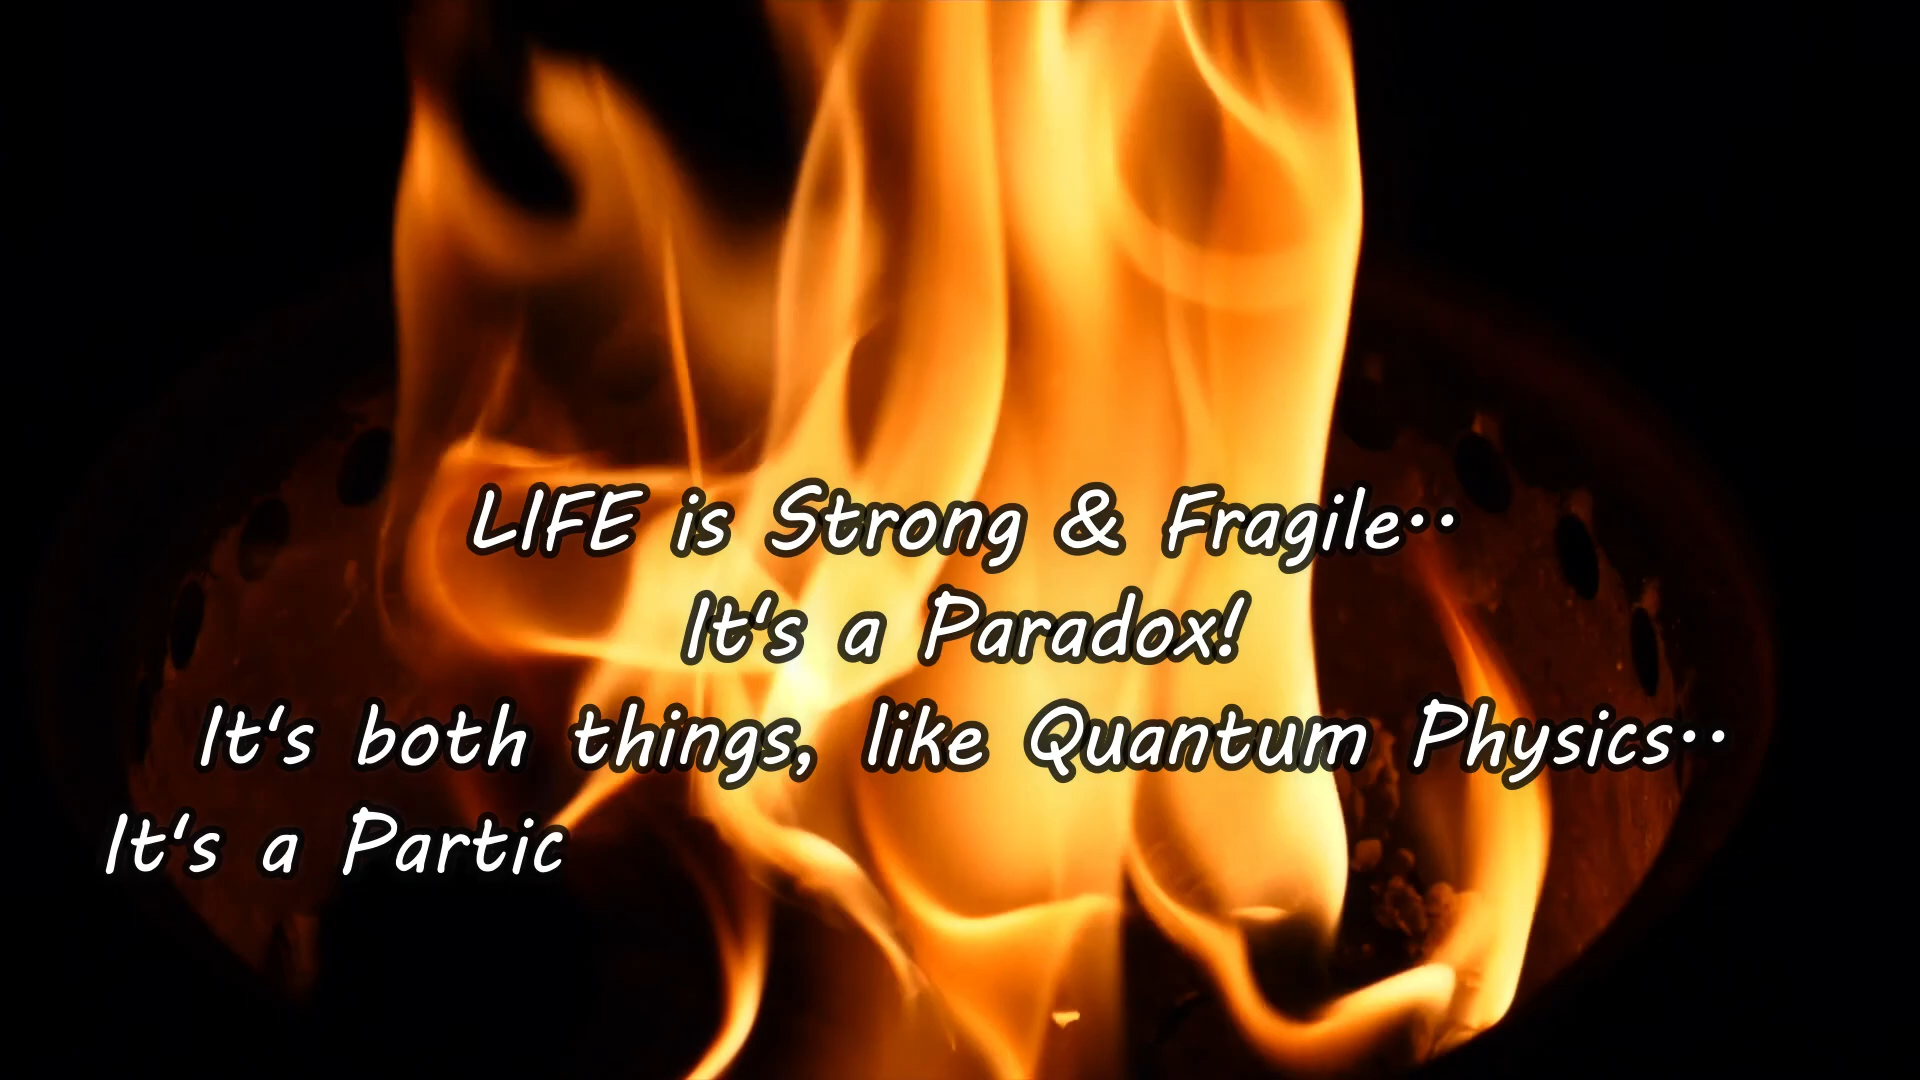 LIFE is Strong & Fragile··
It's a Paradox!
It's both things, like Quantum Physics··
It's a Partic